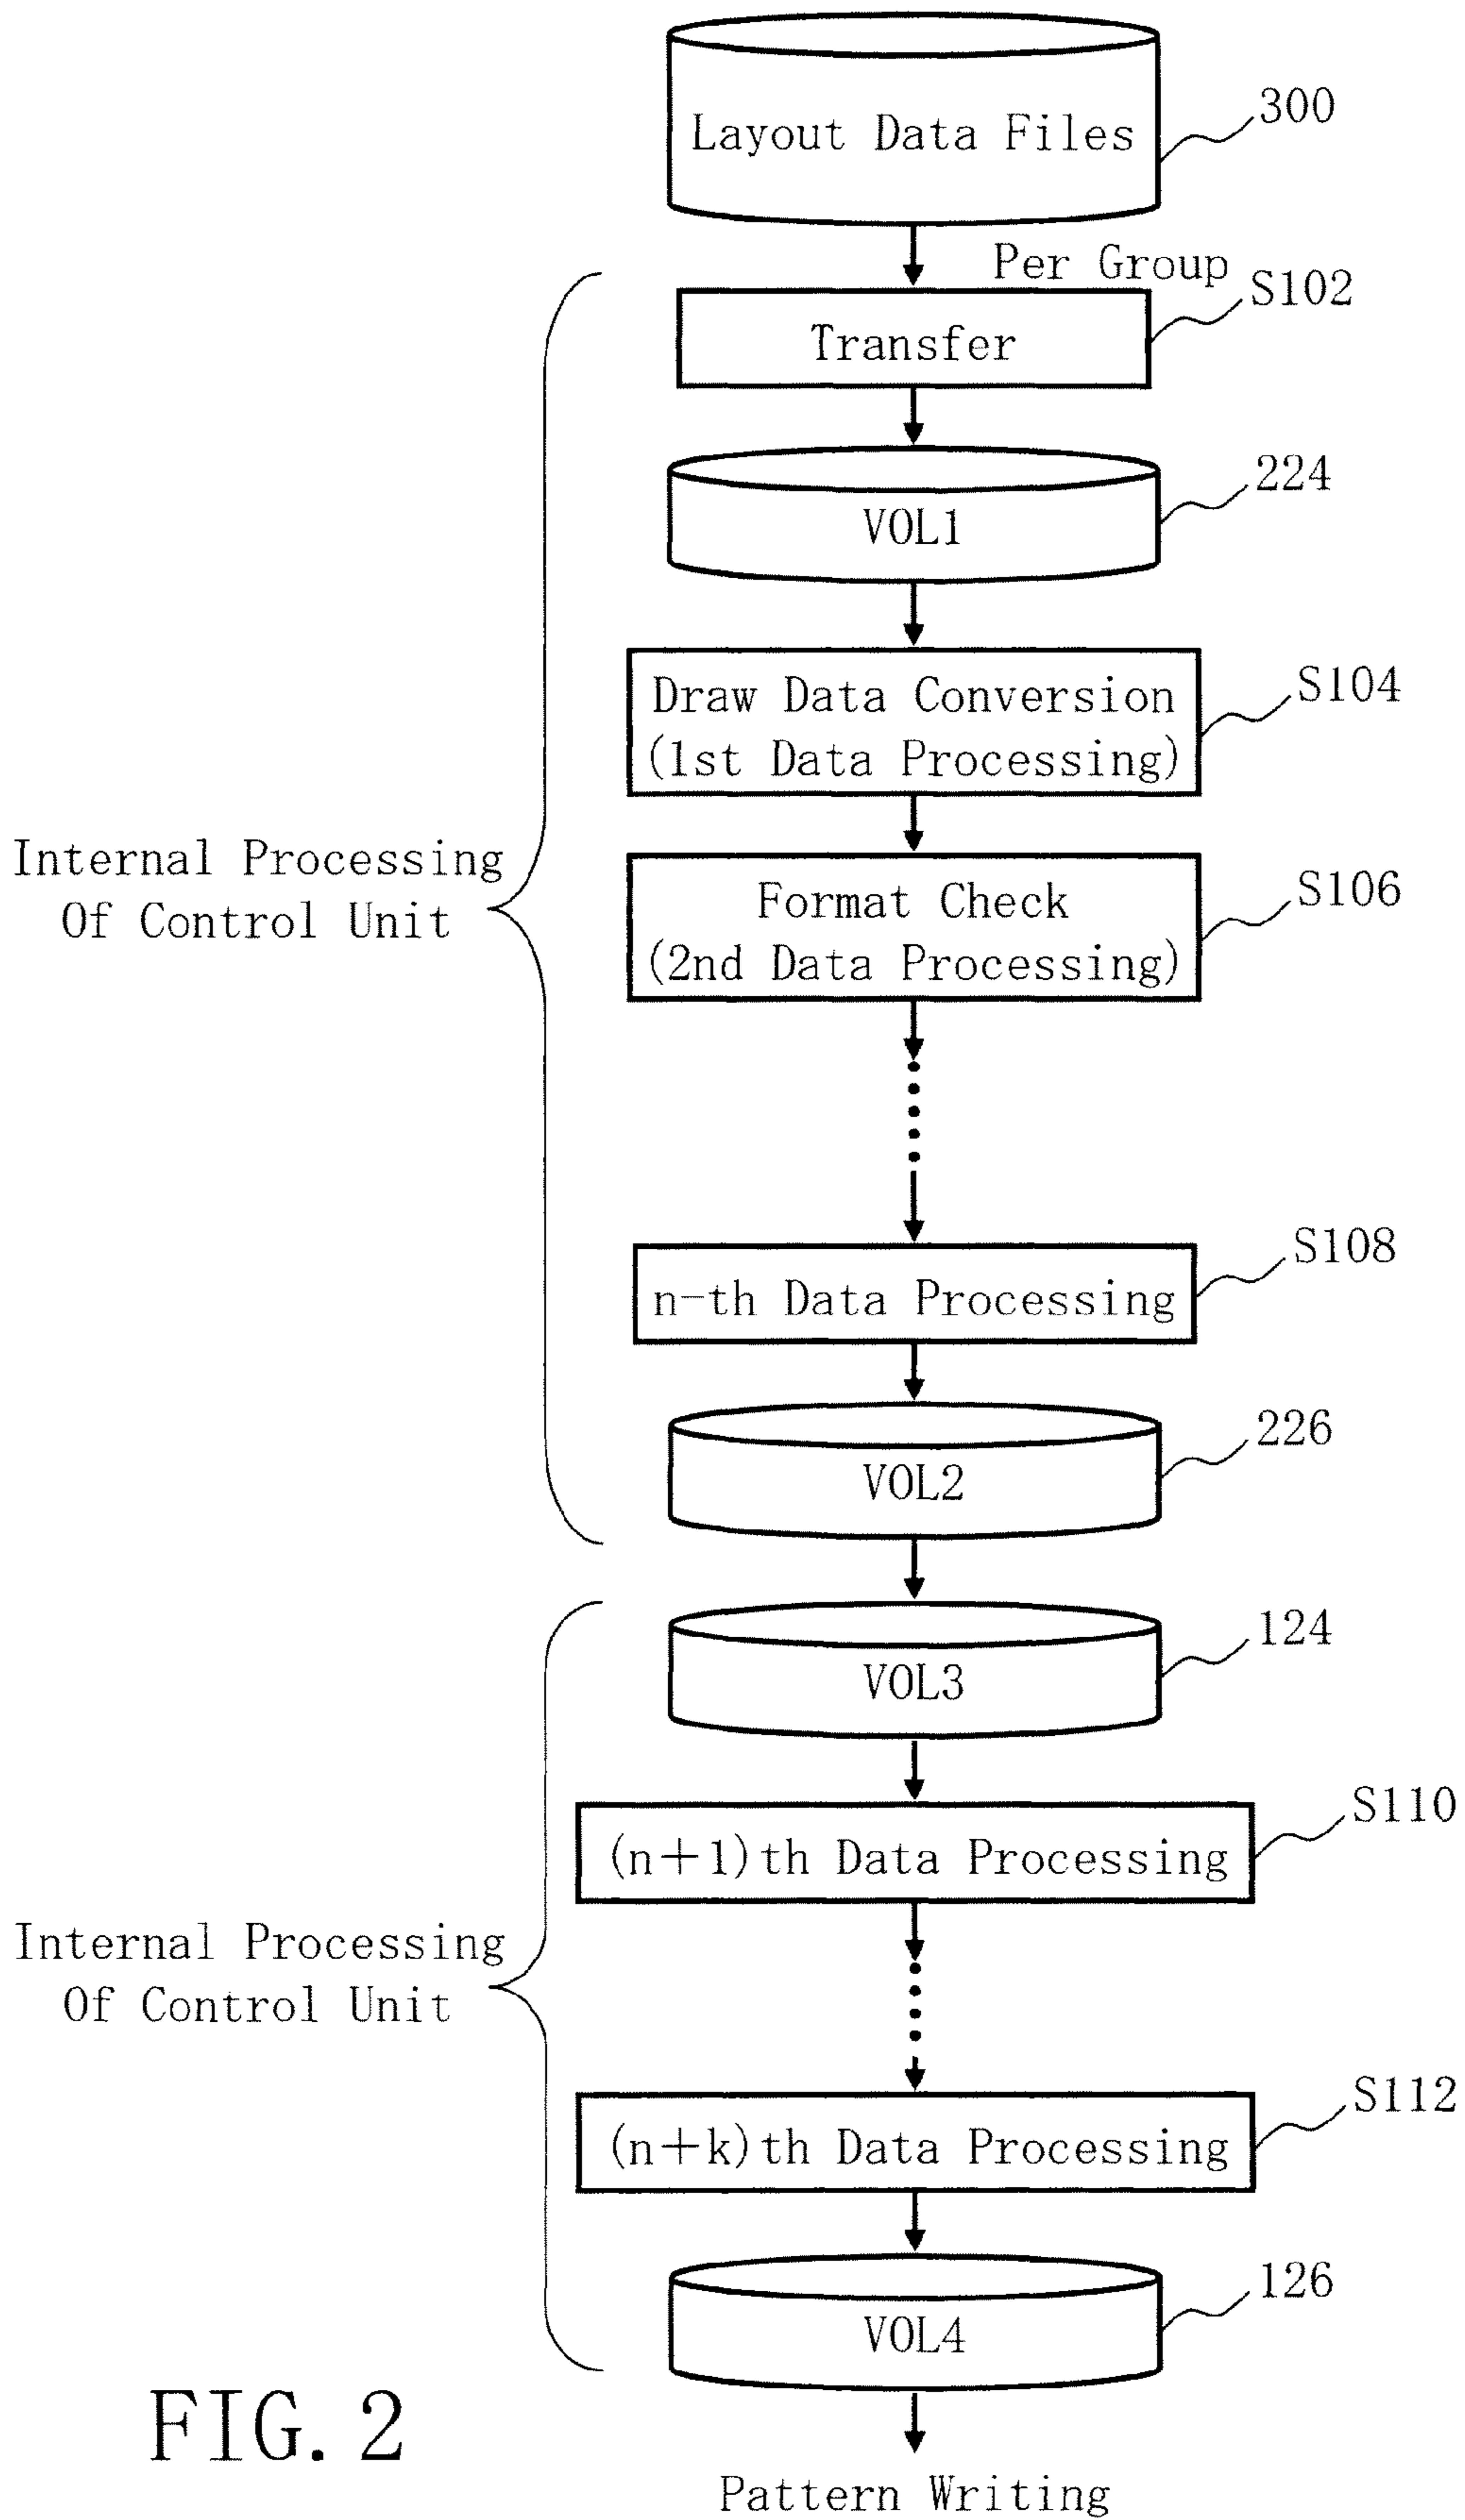 Layout Data Files
300
Per Group
S102
Transfer
224
VOL1
S104
Draw Data Conversion
(1st Data Processing)
Internal Processing
Of Control Unit
S106
Format Check
(2nd Data Processing)
S108
n-th Data Processing
226
VOL2
124
VOL3
S110
(n+1)th Data Processing
Internal Processing
Of Control Unit
S112
(n+k)th Data Processing
126
VOL4
FIG. 2
Pattern Writing